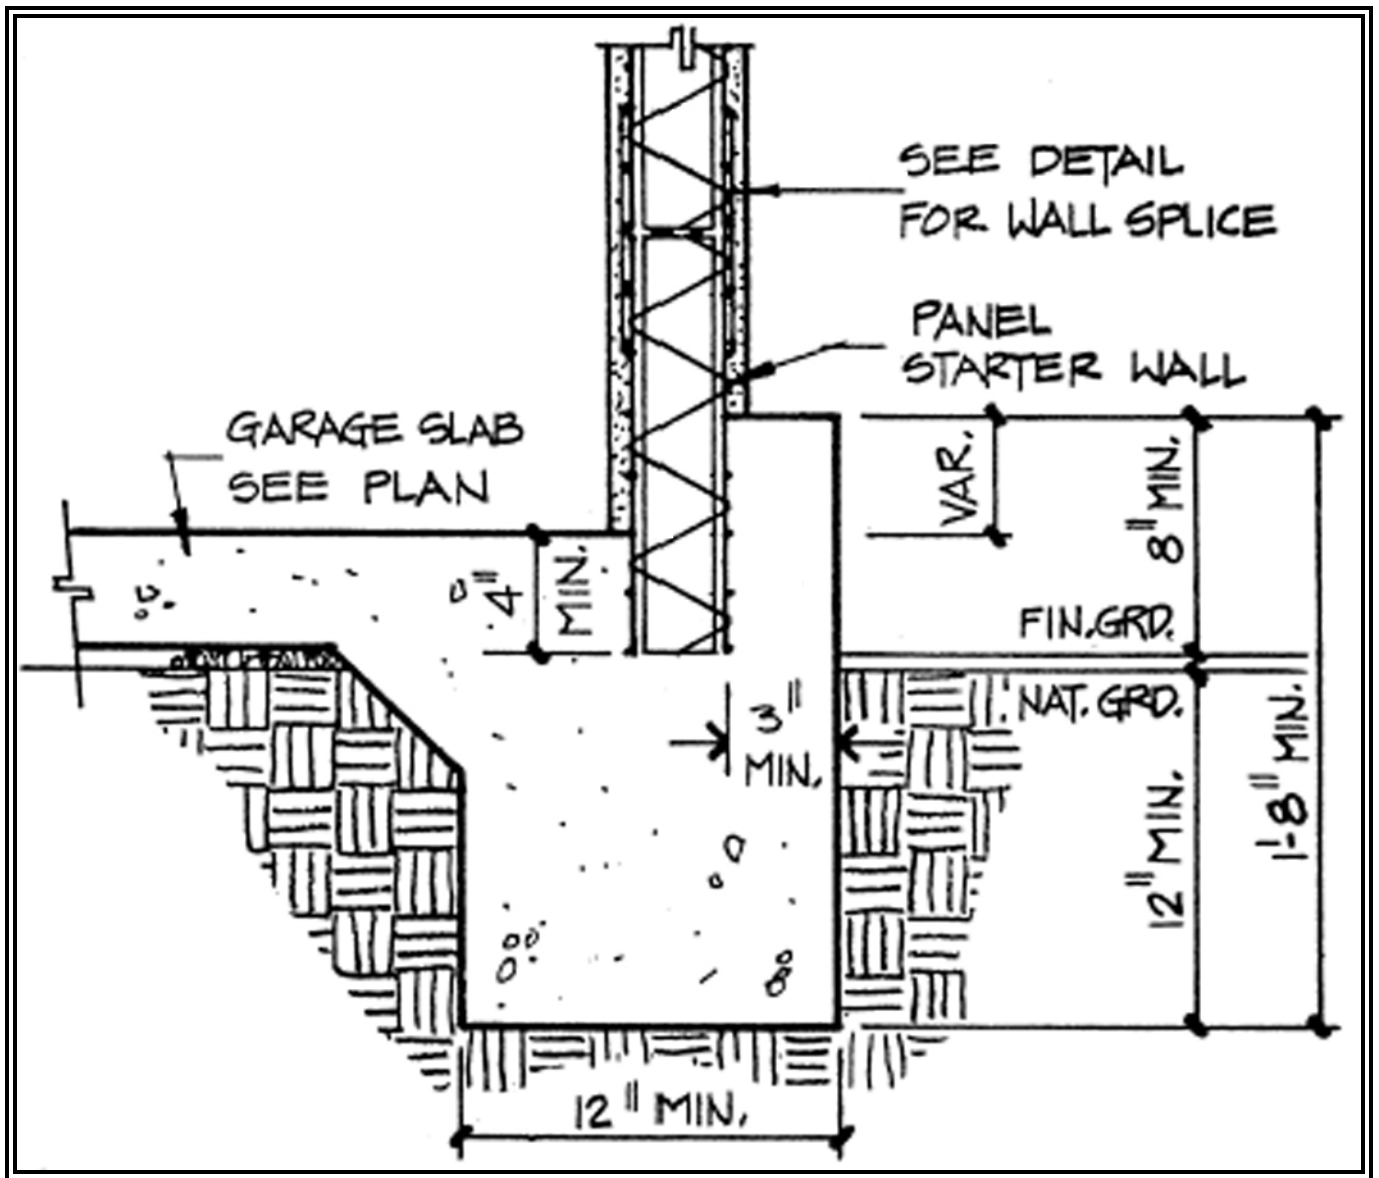 SEE DETAIL
FOR WALL SPLICE
PANEL
STARTER WALL
GARAGE SLAB
SEE PLAN
VAR.
8" MIN.
4"
MIN.
FIN.GRD.
NAT. GRD.
3"
MIN.
12" MIN.
1'-8" MIN.
12" MIN.